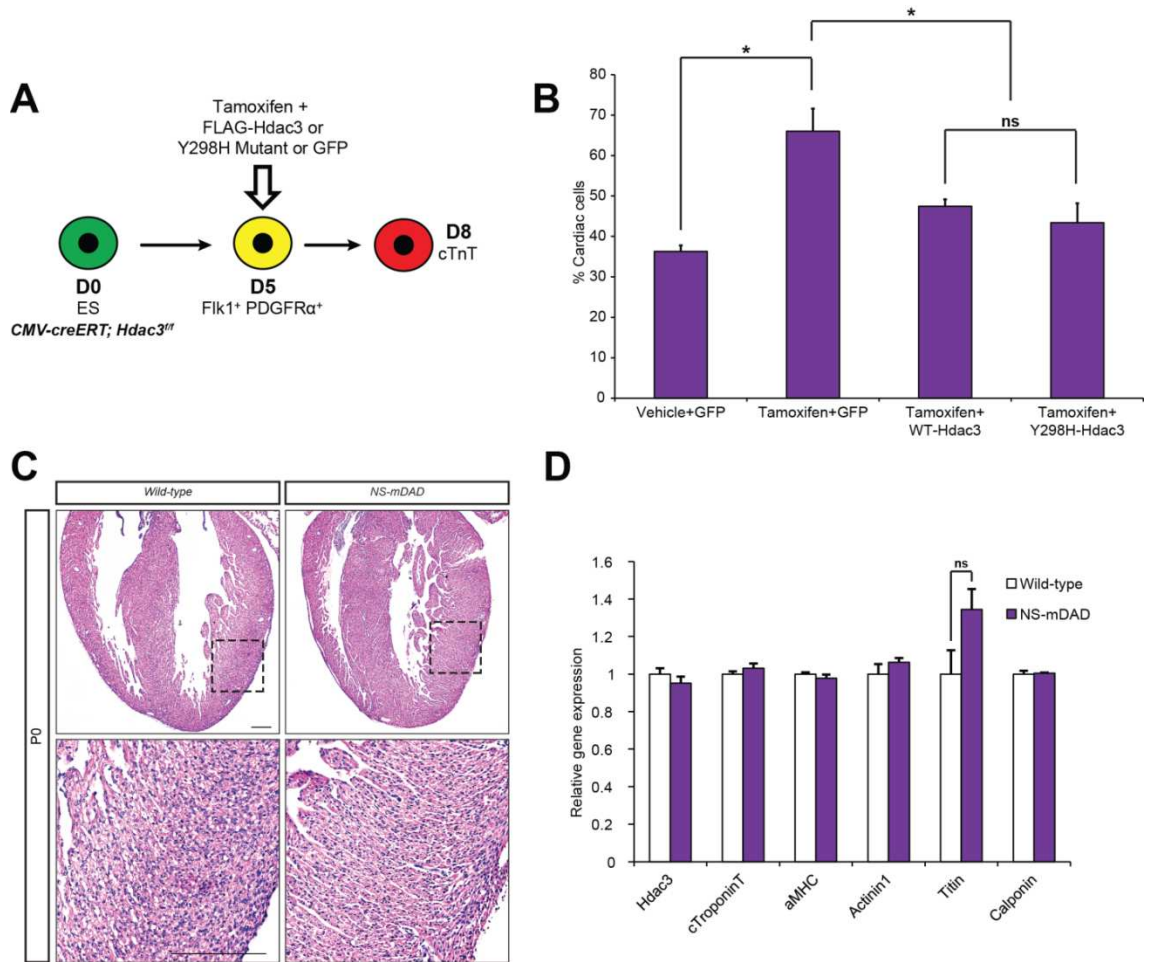 A
Tamoxifen +
FLAG-Hdac3 or
Y298H Mutant or GFP
D0
ES
CMV-creERT; Hdac3f/f
D5
Flk1+ PDGFRα+
D8
cTnT
B
% Cardiac cells
80
70
60
50
40
30
20
10
0
*
*
ns
Vehicle+GFP
Tamoxifen+GFP
Tamoxifen+
WT-Hdac3
Tamoxifen+
Y298H-Hdac3
C
Wild-type
NS-mDAD
P0
D
Relative gene expression
1.6
1.4
1.2
1
0.8
0.6
0.4
0.2
0
ns
Wild-type
NS-mDAD
Hdac3
cTroponinT
aMHC
Actinin1
Titin
Calponin